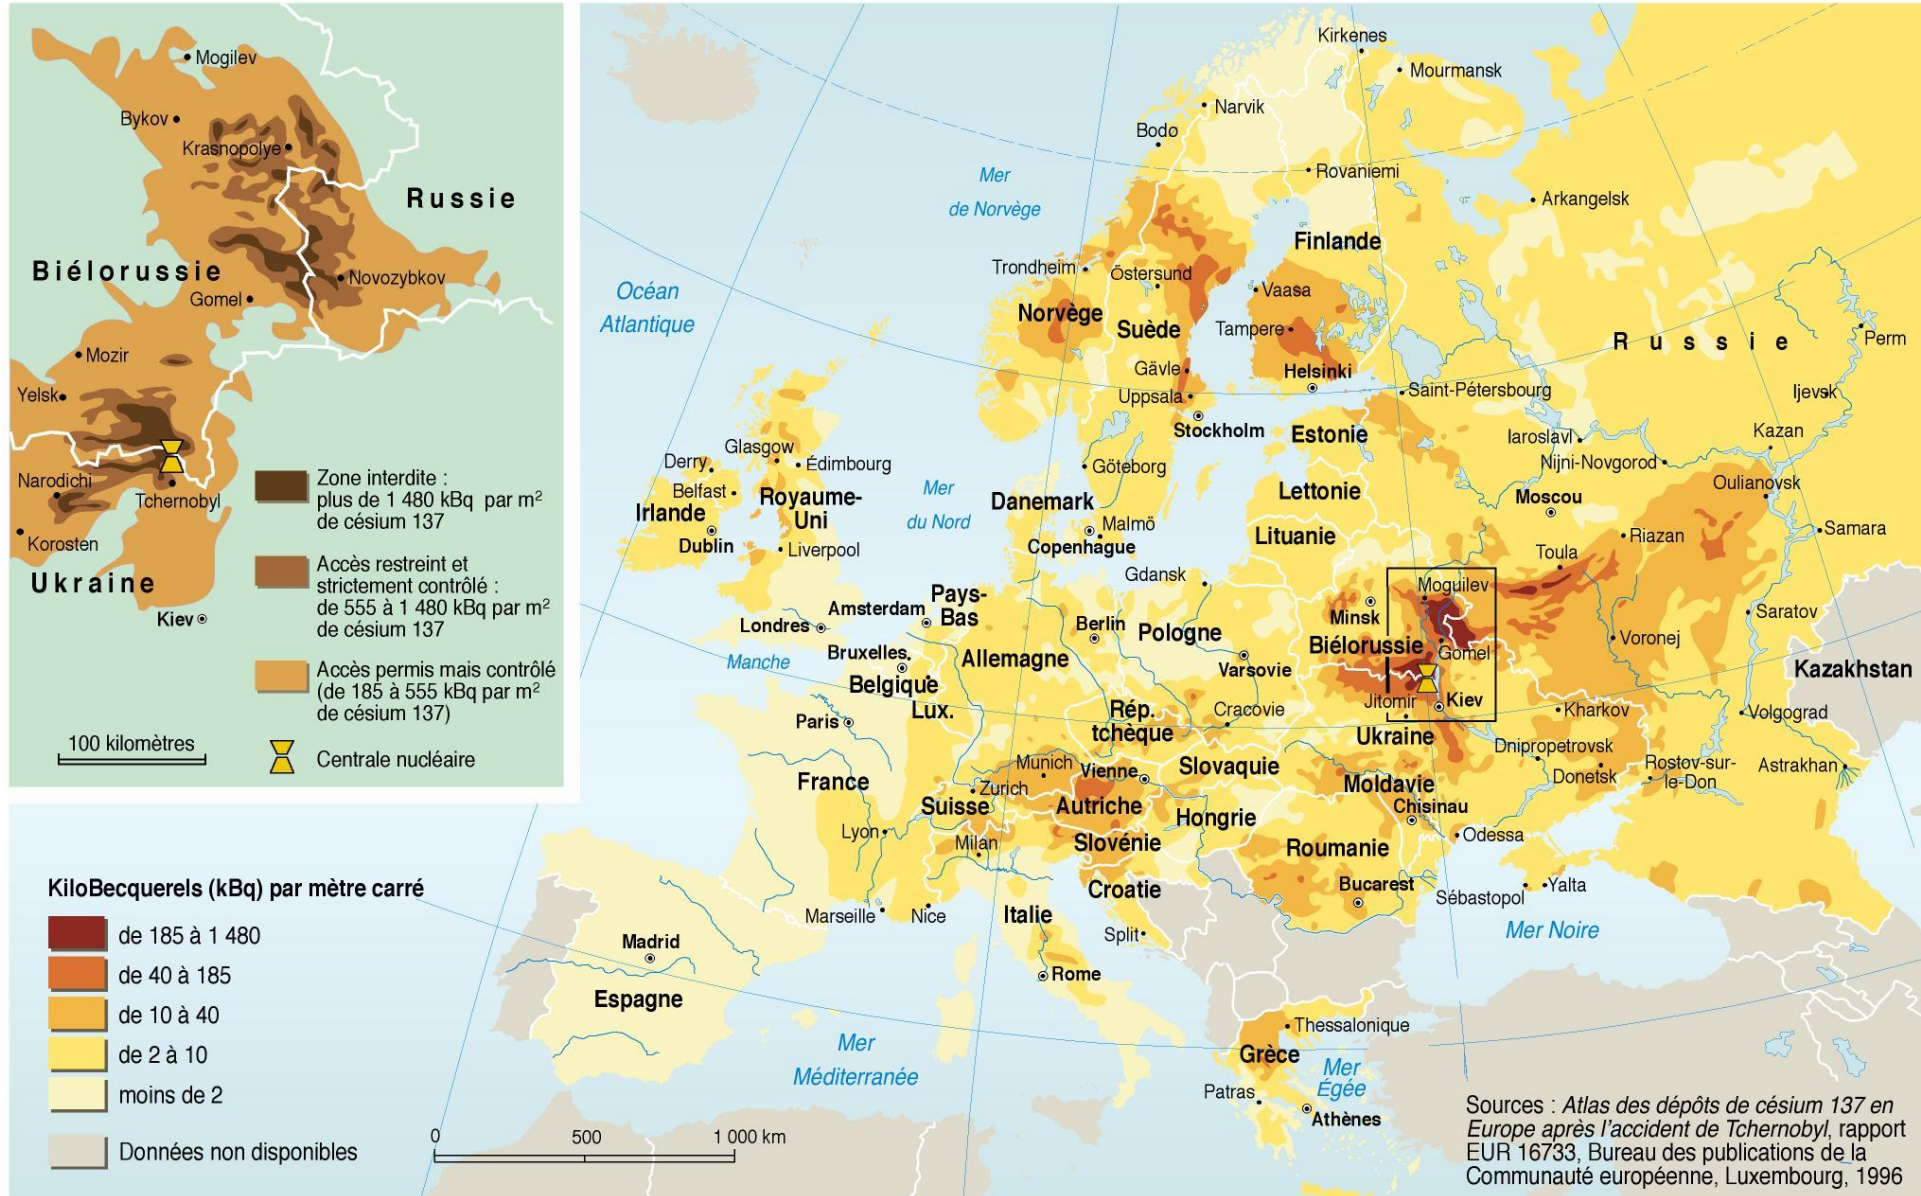 Mogilev
Bykov
Krasnopolye
Russie
Biélorussie
Novozybkov
Gomel
Mozir
Yelsk
Narodichi
Tchernobyl
Korosten
Ukraine
Kiev
Zone interdite :
plus de 1 480 kBq par m²
de césium 137
Accès restreint et
strictement contrôlé :
de 555 à 1 480 kBq par m²
de césium 137
Accès permis mais contrôlé
(de 185 à 555 kBq par m²
de césium 137)
100 kilomètres
Centrale nucléaire
KiloBecquerels (kBq) par mètre carré
de 185 à 1 480
de 40 à 185
de 10 à 40
de 2 à 10
moins de 2
Données non disponibles
0 500 1 000 km
Kirkenes
Mourmansk
Narvik
Bodø
Rovaniemi
Mer
de Norvège
Arkangelsk
Finlande
Trondheim
Östersund
Océan
Atlantique
Vaasa
Norvège
Suède
Tampere
Russie
Perm
Gävle
Helsinki
Uppsala
Saint-Pétersbourg
Ijevsk
Stockholm
Estonie
Iaroslavl
Kazan
Glasgow
Édimbourg
Derry
Göteborg
Nijni-Novgorod
Oulianovsk
Belfast
Royaume-
Uni
Mer
du Nord
Danemark
Lettonie
Moscou
Irlande
Malmö
Samara
Dublin
Liverpool
Copenhague
Lituanie
Toula
Riazan
Gdansk
Moguilev
Pays-
Bas
Amsterdam
Saratov
Londres
Berlin
Pologne
Minsk
Voronej
Manche
Bruxelles
Allemagne
Biélorussie
Gomel
Kazakhstan
Belgique
Varsovie
Lux.
Jitomir
Kiev
Paris
Rép.
tchèque
Cracovie
Kharkov
Volgograd
Ukraine
Dnipropetrovsk
Munich
Vienne
Slovaquie
Donetsk
Rostov-sur-
le-Don
Astrakhan
France
Zurich
Moldavie
Suisse
Autriche
Chisinau
Hongrie
Lyon
Milan
Slovénie
Roumanie
Odessa
Croatie
Bucarest
Sébastopol
Yalta
Marseille
Nice
Italie
Split
Mer Noire
Madrid
Rome
Espagne
Thessalonique
Mer
Méditerranée
Grèce
Mer
Égée
Patras
Athènes
Sources : Atlas des dépôts de césium 137 en
Europe après l'accident de Tchernobyl, rapport
EUR 16733, Bureau des publications de la
Communauté européenne, Luxembourg, 1996